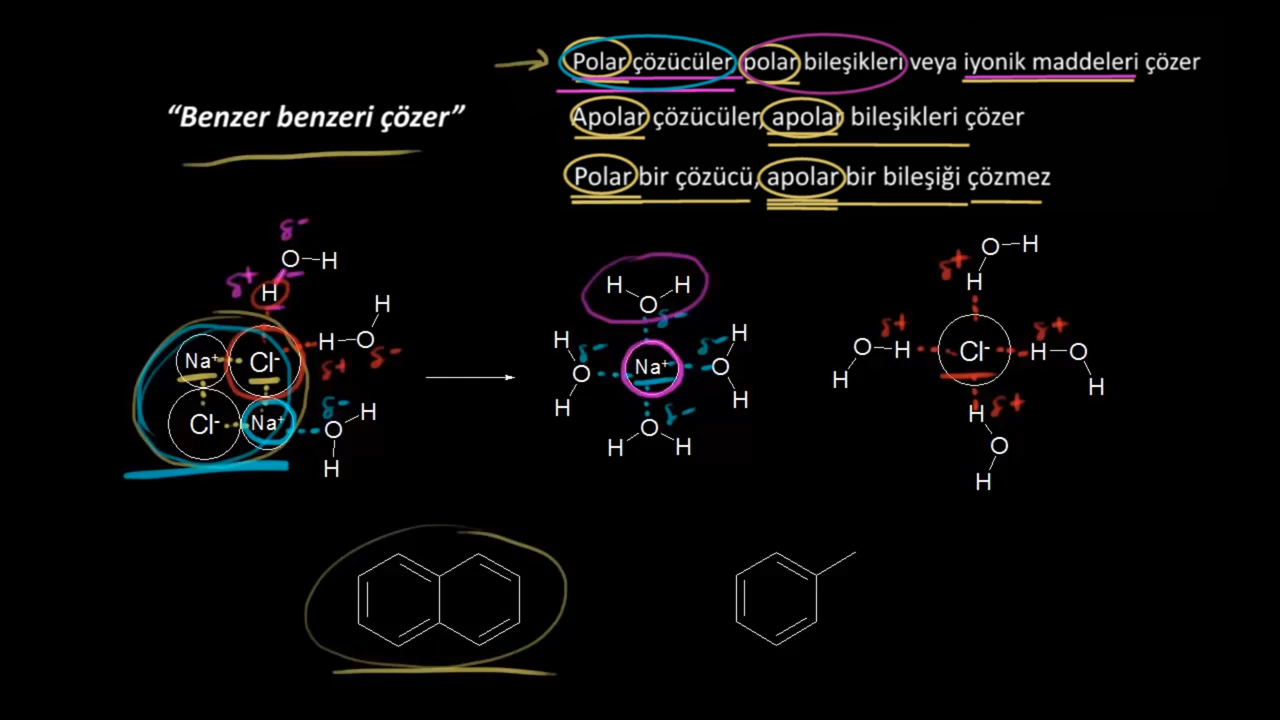 Polar çözücüler polar bileşikleri veya iyonik maddeleri çözer
"Benzer benzeri çözer"
Apolar çözücüler, apolar bileşikleri çözer
Polar bir çözücü, apolar bir bileşiği çözmez
δ-
O-H
δ+ -
H
H
Na+ Cl-
H-O
δ+ δ-
Cl- Na+
δ-
O H
H
H H
O
δ-
H H
δ- δ-
O Na+ O
H H
δ-
O
H H
O-H
δ+
H
δ+ δ+
O-H Cl- H-O
H H
H δ+
O
H